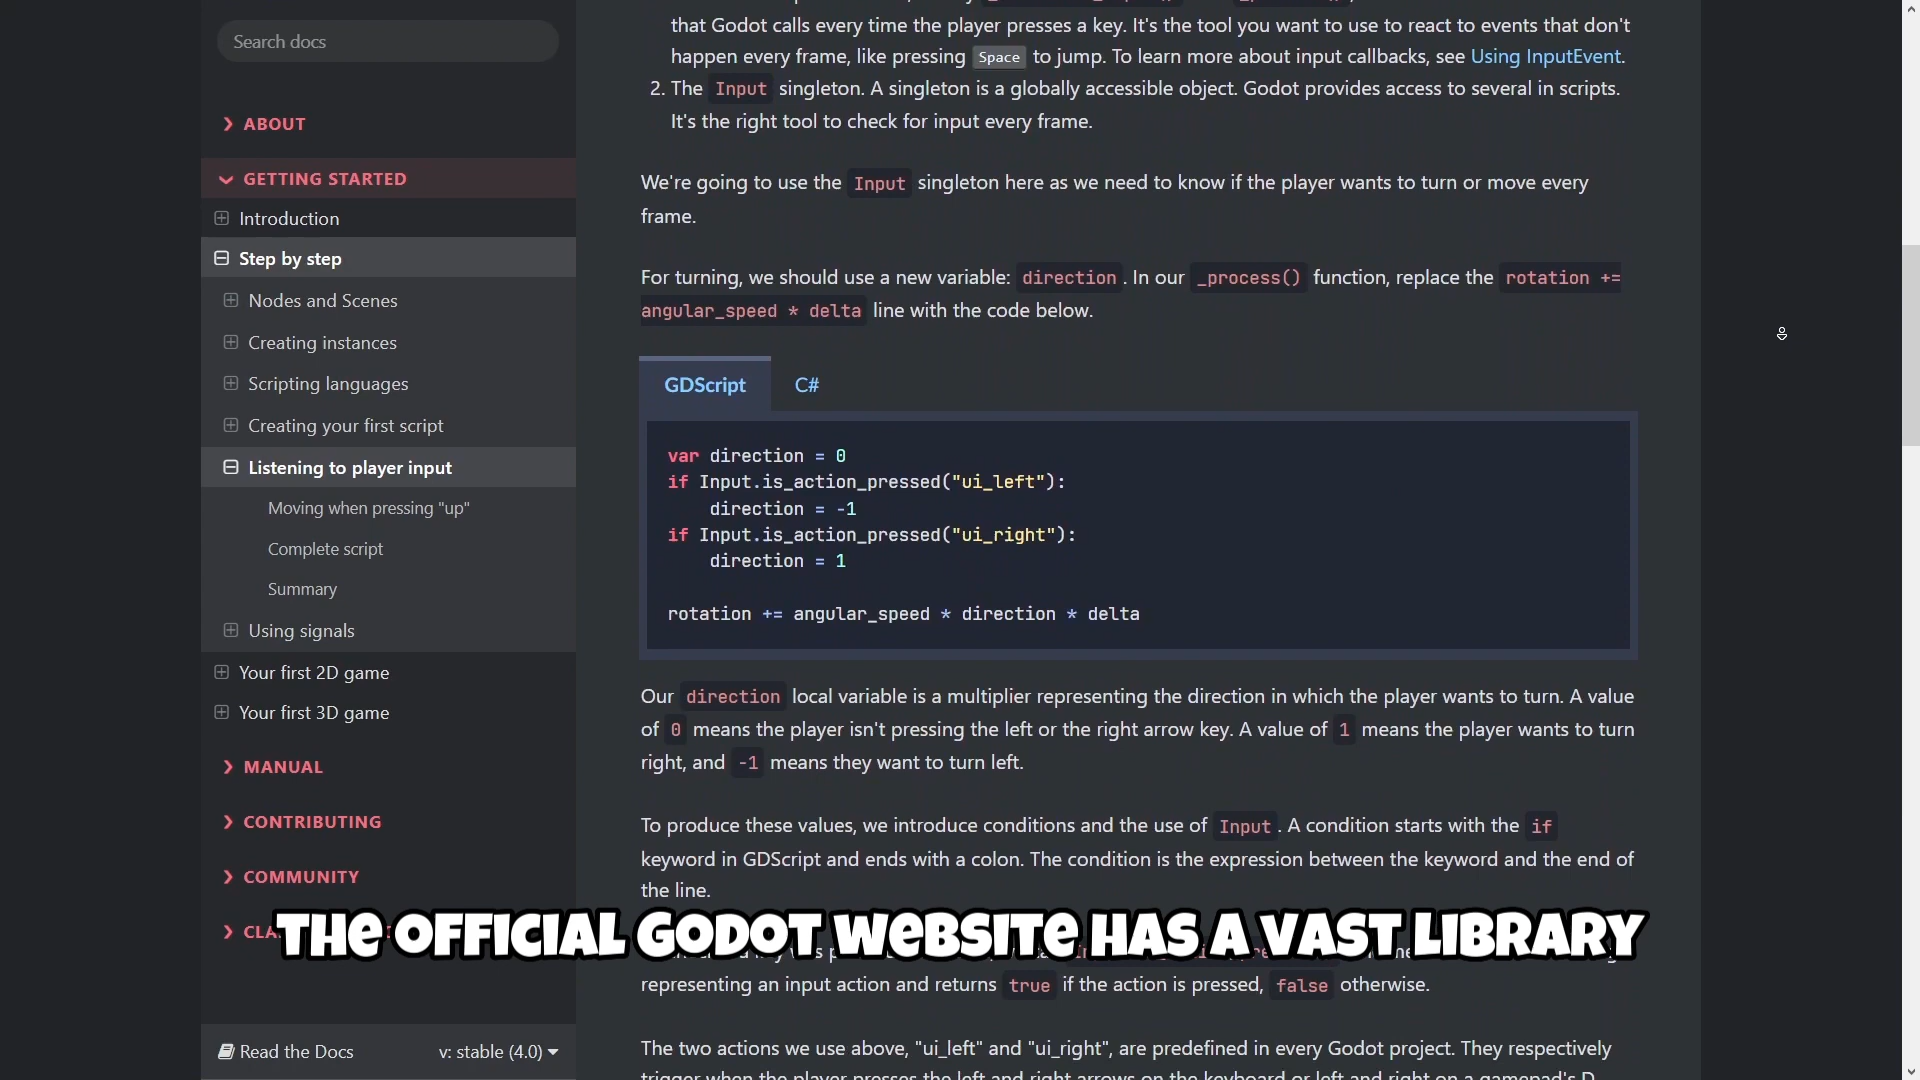 Search docs
ABOUT
GETTING STARTED
Introduction
Step by step
Nodes and Scenes
Creating instances
Scripting languages
Creating your first script
Listening to player input
Moving when pressing "up"
Complete script
Summary
Using signals
Your first 2D game
Your first 3D game
MANUAL
CONTRIBUTING
COMMUNITY
Read the Docs
v: stable (4.0)
that Godot calls every time the player presses a key. It's the tool you want to use to react to events that don't
happen every frame, like pressing Space to jump. To learn more about input callbacks, see Using InputEvent.
2. The Input singleton. A singleton is a globally accessible object. Godot provides access to several in scripts.
It's the right tool to check for input every frame.
We're going to use the Input singleton here as we need to know if the player wants to turn or move every
frame.
For turning, we should use a new variable: direction. In our _process() function, replace the rotation +=
angular_speed * delta line with the code below.
GDScript C#
var direction = 0
if Input.is_action_pressed("ui_left"):
direction = -1
if Input.is_action_pressed("ui_right"):
direction = 1
rotation += angular_speed * direction * delta
Our direction local variable is a multiplier representing the direction in which the player wants to turn. A value
of 0 means the player isn't pressing the left or the right arrow key. A value of 1 means the player wants to turn
right, and -1 means they want to turn left.
To produce these values, we introduce conditions and the use of Input. A condition starts with the if
keyword in GDScript and ends with a colon. The condition is the expression between the keyword and the end of
the line.
THE OFFICIAL GODOT WEBSITE HAS A VAST LIBRARY
representing an input action and returns true if the action is pressed, false otherwise.
The two actions we use above, "ui_left" and "ui_right", are predefined in every Godot project. They respectively
trigger when the player presses the left and right arrows on the keyboard or left and right on a gamepad's D